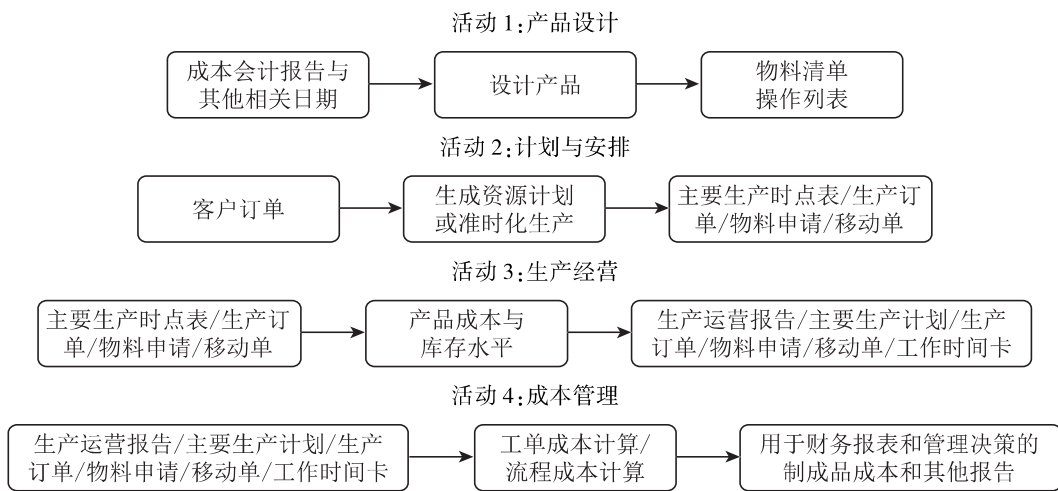 活动1:产品设计
成本会计报告与
其他相关日期
设计产品
物料清单
操作列表
活动2:计划与安排
客户订单
生成资源计划
或准时化生产
主要生产时点表/生产订
单/物料申请/移动单
活动3:生产经营
主要生产时点表/生产订
单/物料申请/移动单
产品成本与
库存水平
生产运营报告/主要生产计划/生产
订单/物料申请/移动单/工作时间卡
活动4:成本管理
生产运营报告/主要生产计划/生产
订单/物料申请/移动单/工作时间卡
工单成本计算/
流程成本计算
用于财务报表和管理决策的
制成品成本和其他报告